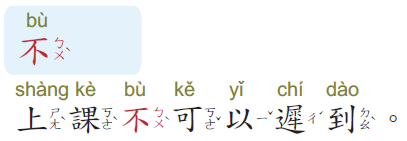 bù
不ㄅㄨˋ
shàng kè bù kě yǐ chí dào
上ㄕㄤˋ課ㄎㄜˋ不ㄅㄨˋ可ㄎㄜˇ以ㄧˇ遲ㄔˊ到ㄉㄠˋ。